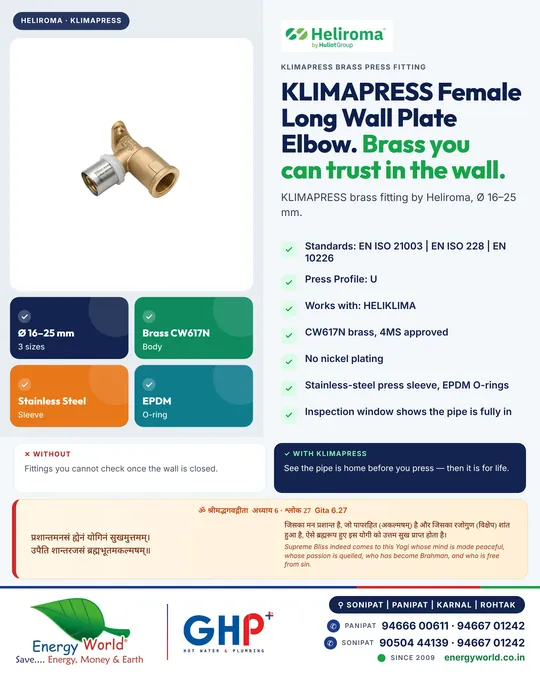 HELIROMA · KLIMAPRESS
Heliroma®
by HuliotGroup
KLIMAPRESS BRASS PRESS FITTING
KLIMAPRESS Female
Long Wall Plate
Elbow. Brass you
can trust in the wall.
KLIMAPRESS brass fitting by Heliroma, Ø 16–25
mm.
Standards: EN ISO 21003 | EN ISO 228 | EN
10226
Press Profile: U
Works with: HELIKLIMA
CW617N brass, 4MS approved
No nickel plating
Stainless-steel press sleeve, EPDM O-rings
Inspection window shows the pipe is fully in
Ø 16–25 mm
3 sizes
Brass CW617N
Body
Stainless Steel
Sleeve
EPDM
O-ring
✕ WITHOUT
Fittings you cannot check once the wall is closed.
✓ WITH KLIMAPRESS
See the pipe is home before you press — then it is for life.
ॐ श्रीमद्भगवद्गीता अध्याय 6 · श्लोक 27 Gita 6.27
प्रशान्तमनसं ह्येनं योगिनं सुखमुत्तमम्।
उपैति शान्तरजसं ब्रह्मभूतमकल्मषम्॥
जिसका मन प्रशान्त है, जो पापरहित (अकल्मषम्) है और जिसका रजोगुण (विक्षेप) शांत
हुआ है, ऐसे ब्रह्मरूप हुए इस योगी को उत्तम सुख प्राप्त होता है।
Supreme Bliss indeed comes to this Yogi whose mind is made peaceful,
whose passion is quelled, who has become Brahman, and who is free
from sin.
Energy World™
Save.... Energy, Money & Earth
GHP+
HOT WATER & PLUMBING
SONIPAT | PANIPAT | KARNAL | ROHTAK
PANIPAT 94666 00611 · 94667 01242
SONIPAT 90504 44139 · 94667 01242
SINCE 2009 energyworld.co.in